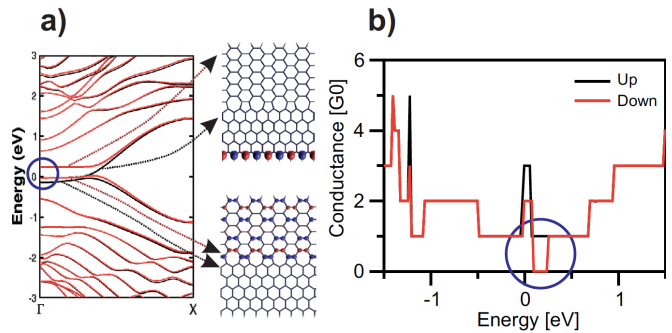 a)
b)
Energy (eV)
3
2
1
0
-1
-2
-3
Γ
X
Conductance [G0]
6
4
2
0
Up
Down
-1
0
1
Energy [eV]